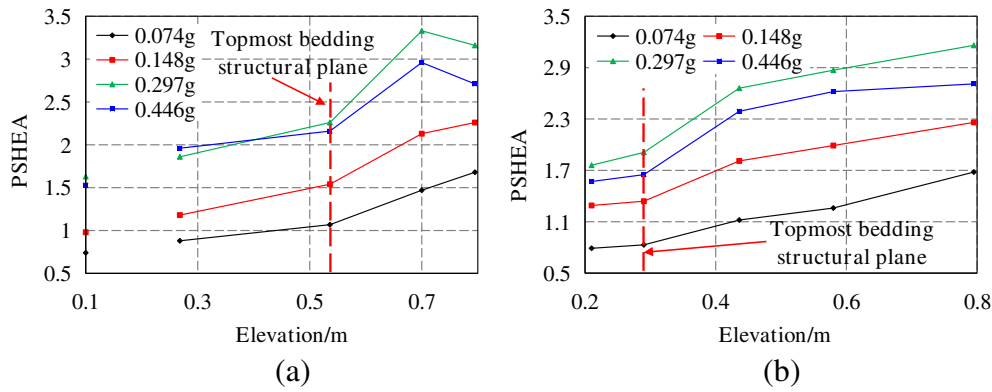 3.5
3
2.5
2
1.5
1
0.5
PSHEA
0.074g
0.148g
0.297g
0.446g
Topmost bedding
structural plane
0.1
0.3
0.5
0.7
Elevation/m
(a)
3.5
2.9
2.3
1.7
1.1
0.5
PSHEA
0.074g
0.148g
0.297g
0.446g
Topmost bedding
structural plane
0.2
0.4
0.6
0.8
Elevation/m
(b)